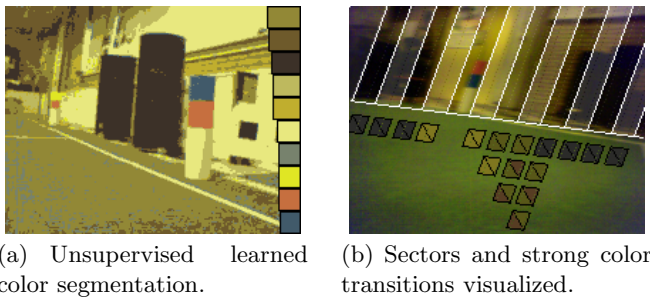 (a) Unsupervised learned
color segmentation.
(b) Sectors and strong color
transitions visualized.